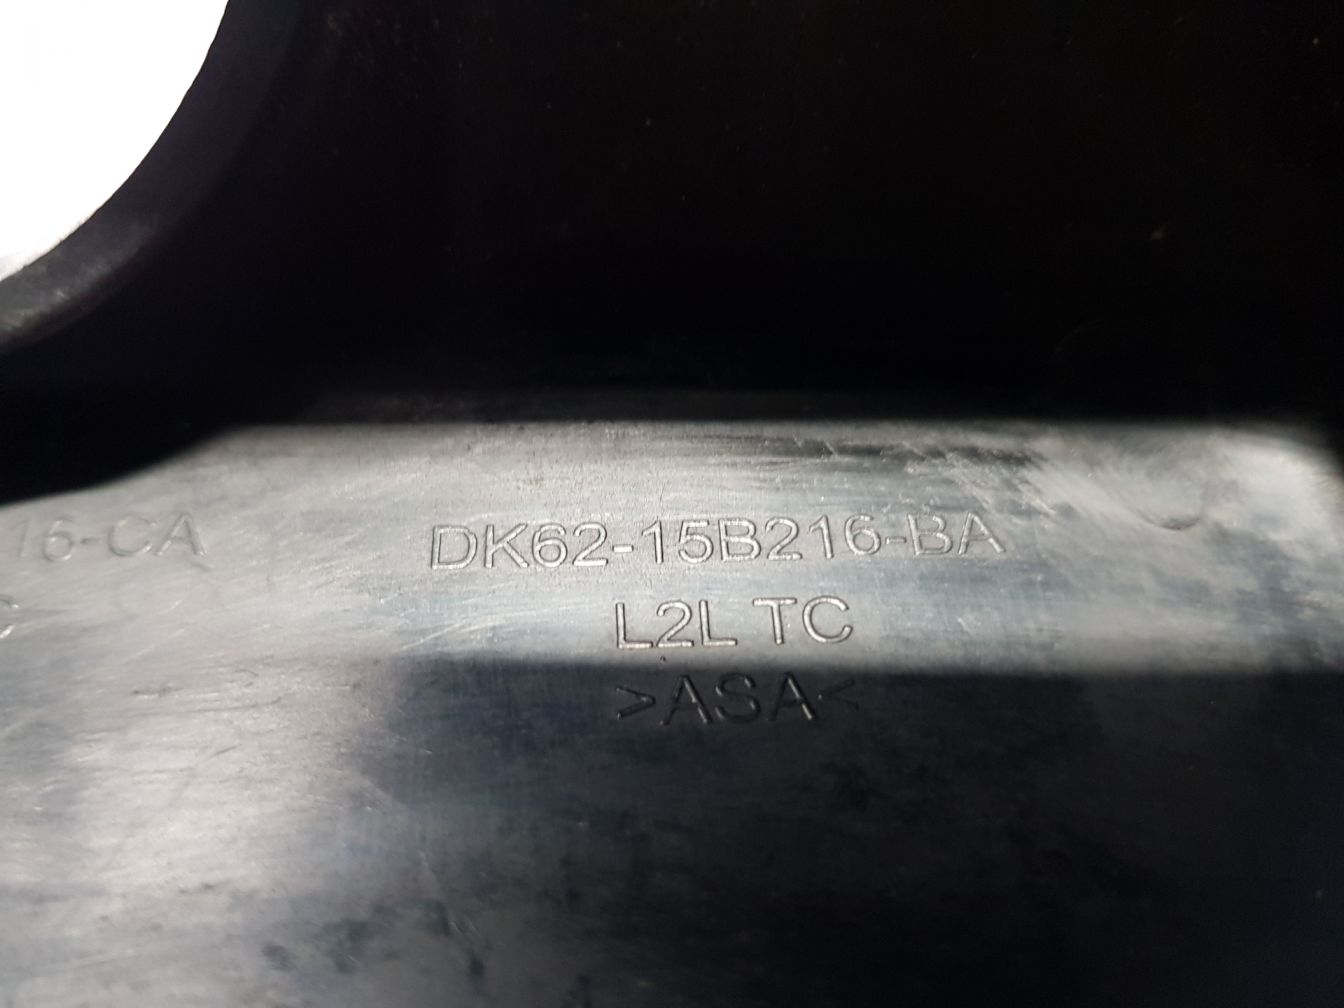 16-CA DK62-15B216-BA
L2L TC
>ASA<